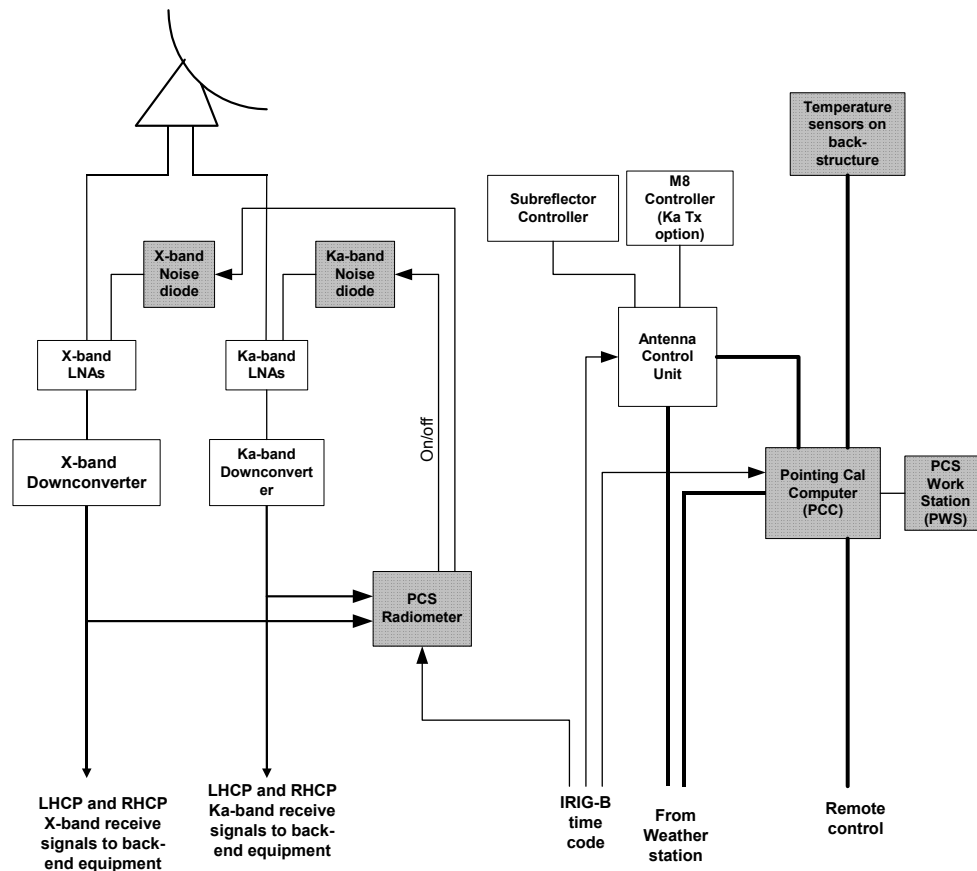 Temperature
sensors on
back-
structure
Subreflector
Controller
M8
Controller
(Ka Tx
option)
X-band
Noise
diode
Ka-band
Noise
diode
X-band
LNAs
Ka-band
LNAs
Antenna
Control
Unit
On/off
X-band
Downconverter
Ka-band
Downconvert
er
Pointing Cal
Computer
(PCC)
PCS
Work
Station
(PWS)
PCS
Radiometer
LHCP and RHCP
X-band receive
signals to back-
end equipment
LHCP and RHCP
Ka-band receive
signals to back-
end equipment
IRIG-B
time
code
From
Weather
station
Remote
control